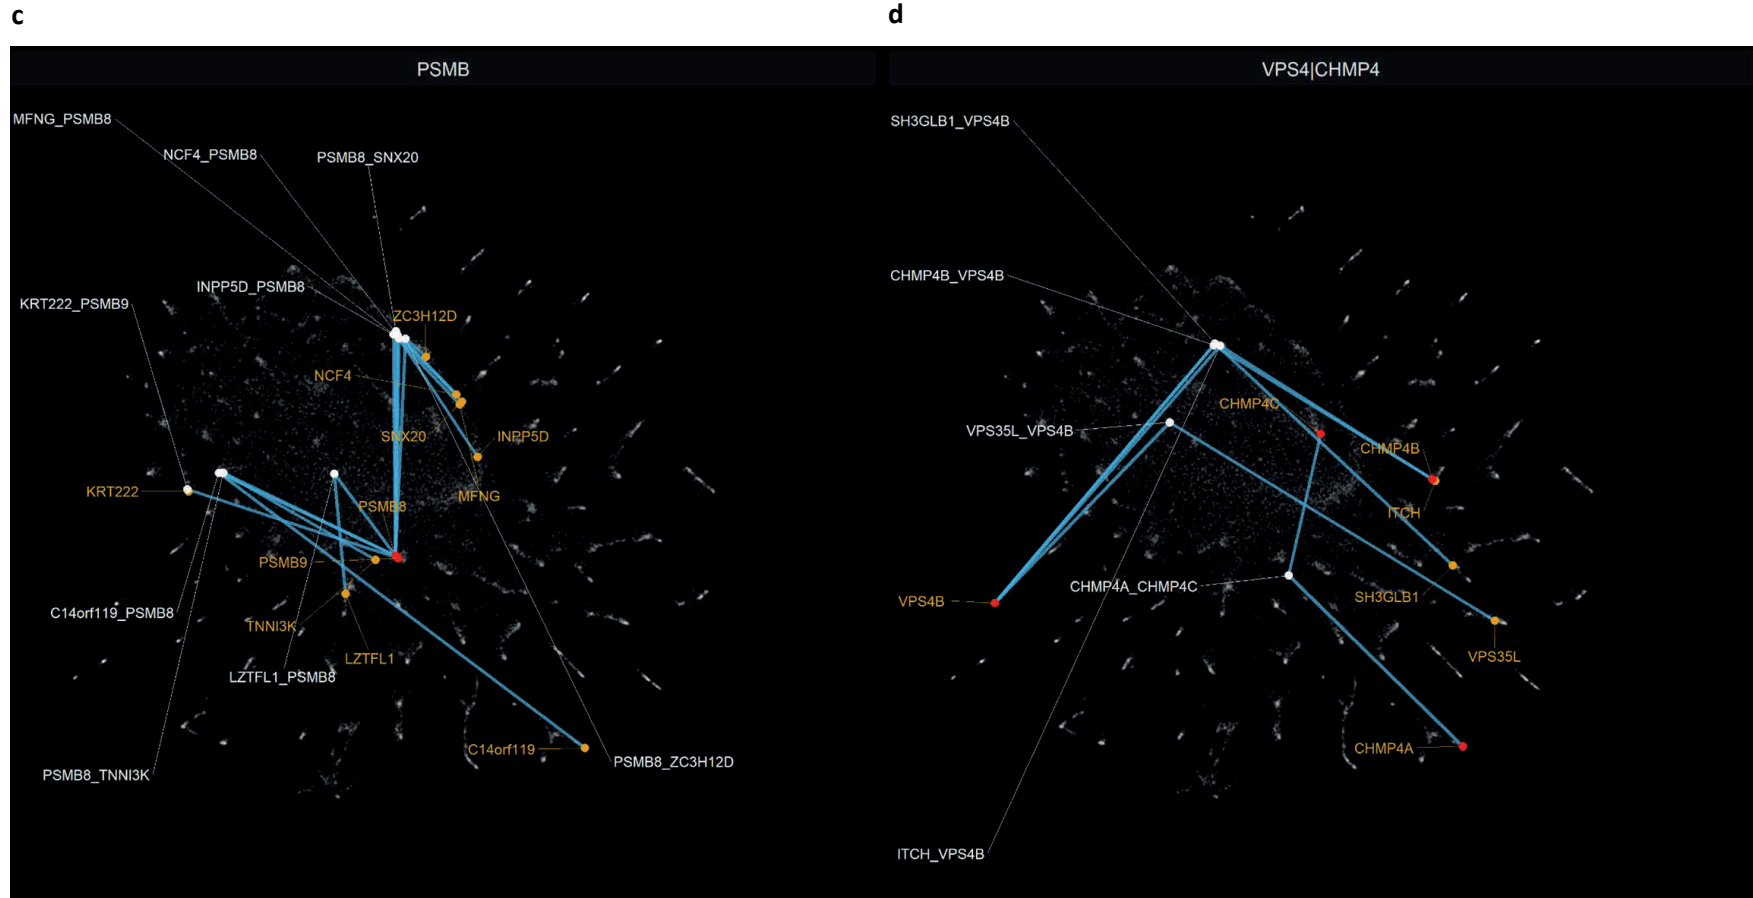 c
d
PSMB
VPS4|CHMP4
MFNG_PSMB8
NCF4_PSMB8
PSMB8_SNX20
INPP5D_PSMB8
KRT222_PSMB9
ZC3H12D
NCF4
SNX20
INPP5D
MFNG
KRT222
PSMB8
PSMB9
C14orf119_PSMB8
TNNI3K
LZTFL1
LZTFL1_PSMB8
C14orf119
PSMB8_ZC3H12D
PSMB8_TNNI3K
SH3GLB1_VPS4B
CHMP4B_VPS4B
CHMP4C
VPS35L_VPS4B
CHMP4B
ITCH
CHMP4A_CHMP4C
SH3GLB1
VPS4B
VPS35L
CHMP4A
ITCH_VPS4B